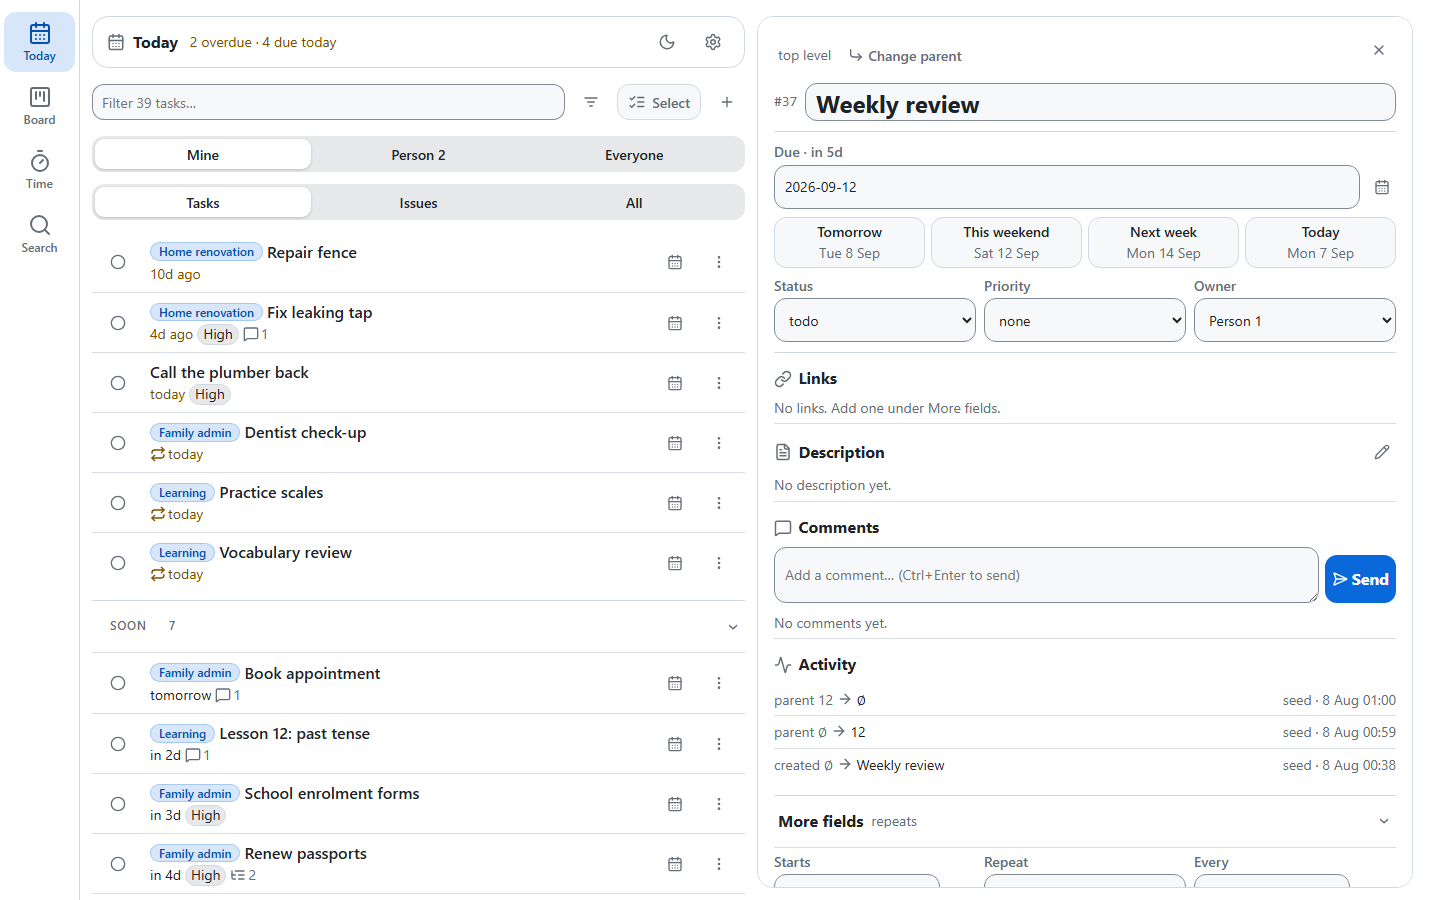 Today
Board
Time
Search
Today 2 overdue · 4 due today
Filter 39 tasks...
Select
Mine Person 2 Everyone
Tasks Issues All
Home renovation Repair fence
10d ago
Home renovation Fix leaking tap
4d ago High 1
Call the plumber back
today High
Family admin Dentist check-up
today
Learning Practice scales
today
Learning Vocabulary review
today
SOON 7
Family admin Book appointment
tomorrow 1
Learning Lesson 12: past tense
in 2d 1
Family admin School enrolment forms
in 3d High
Family admin Renew passports
in 4d High 2
top level Change parent
#37 Weekly review
Due · in 5d
2026-09-12
Tomorrow This weekend Next week Today
Tue 8 Sep Sat 12 Sep Mon 14 Sep Mon 7 Sep
Status Priority Owner
todo none Person 1
Links
No links. Add one under More fields.
Description
No description yet.
Comments
Add a comment... (Ctrl+Enter to send)
Send
No comments yet.
Activity
parent 12 → ∅ seed · 8 Aug 01:00
parent ∅ → 12 seed · 8 Aug 00:59
created ∅ → Weekly review seed · 8 Aug 00:38
More fields repeats
Starts Repeat Every